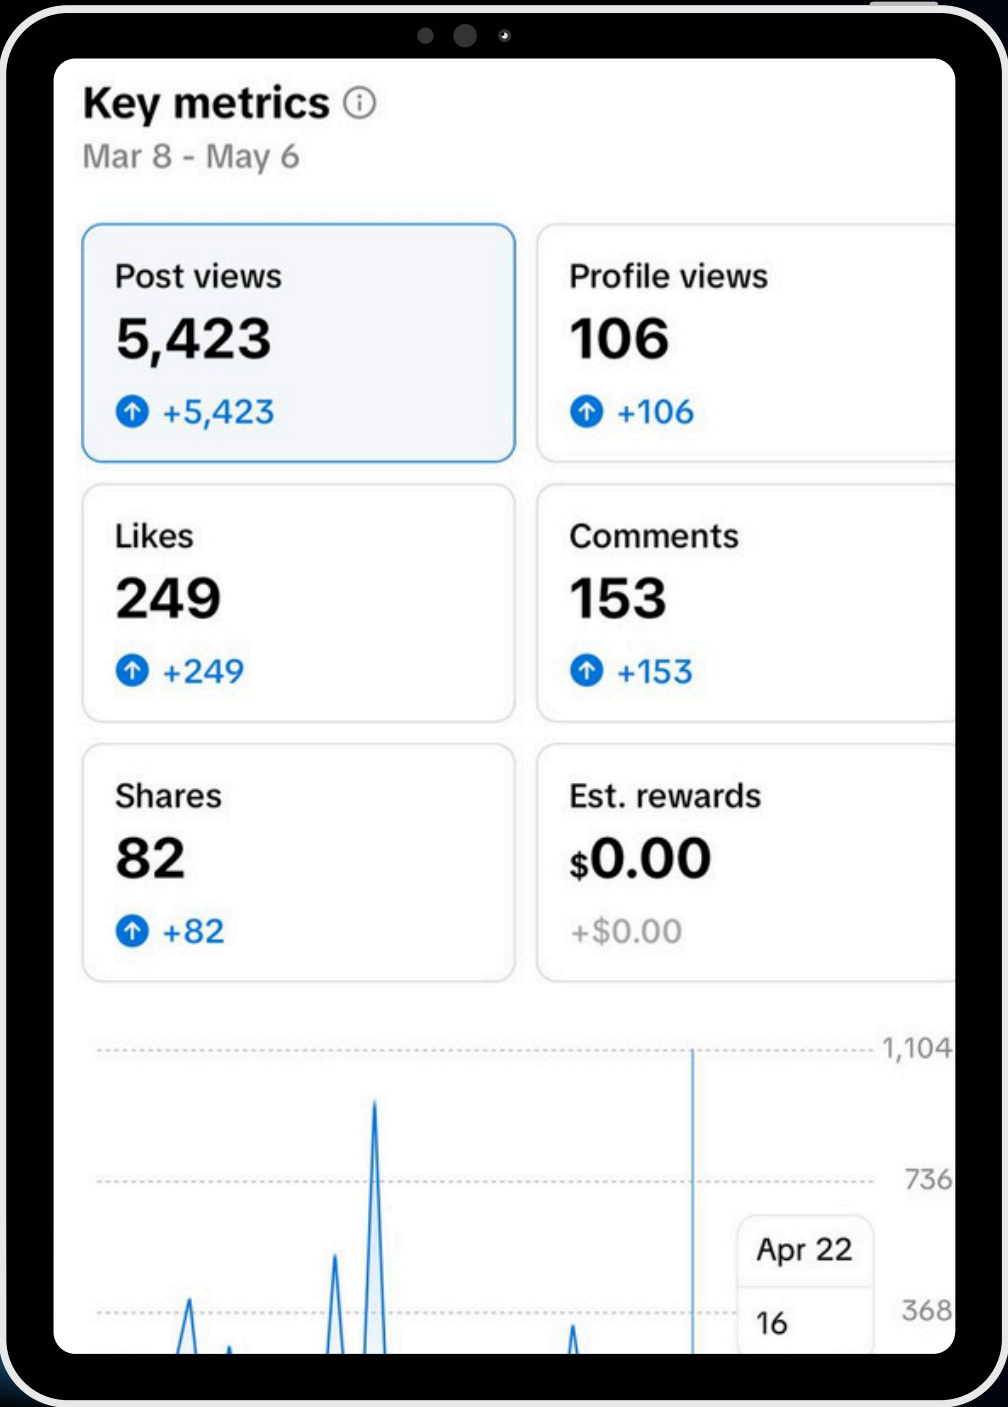 Key metrics
Mar 8 - May 6
Post views
5,423
+5,423
Profile views
106
+106
Likes
249
+249
Comments
153
+153
Shares
82
+82
Est. rewards
$0.00
+$0.00
1,104
736
Apr 22
16
368